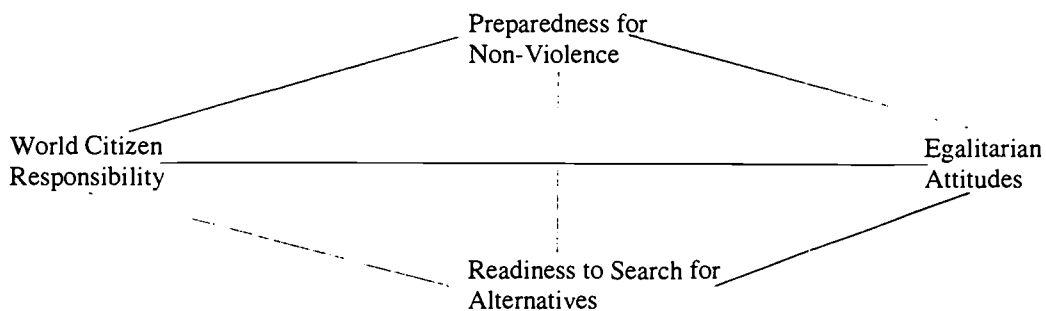 Preparedness for
Non-Violence
World Citizen
Responsibility
Egalitarian
Attitudes
Readiness to Search for
Alternatives